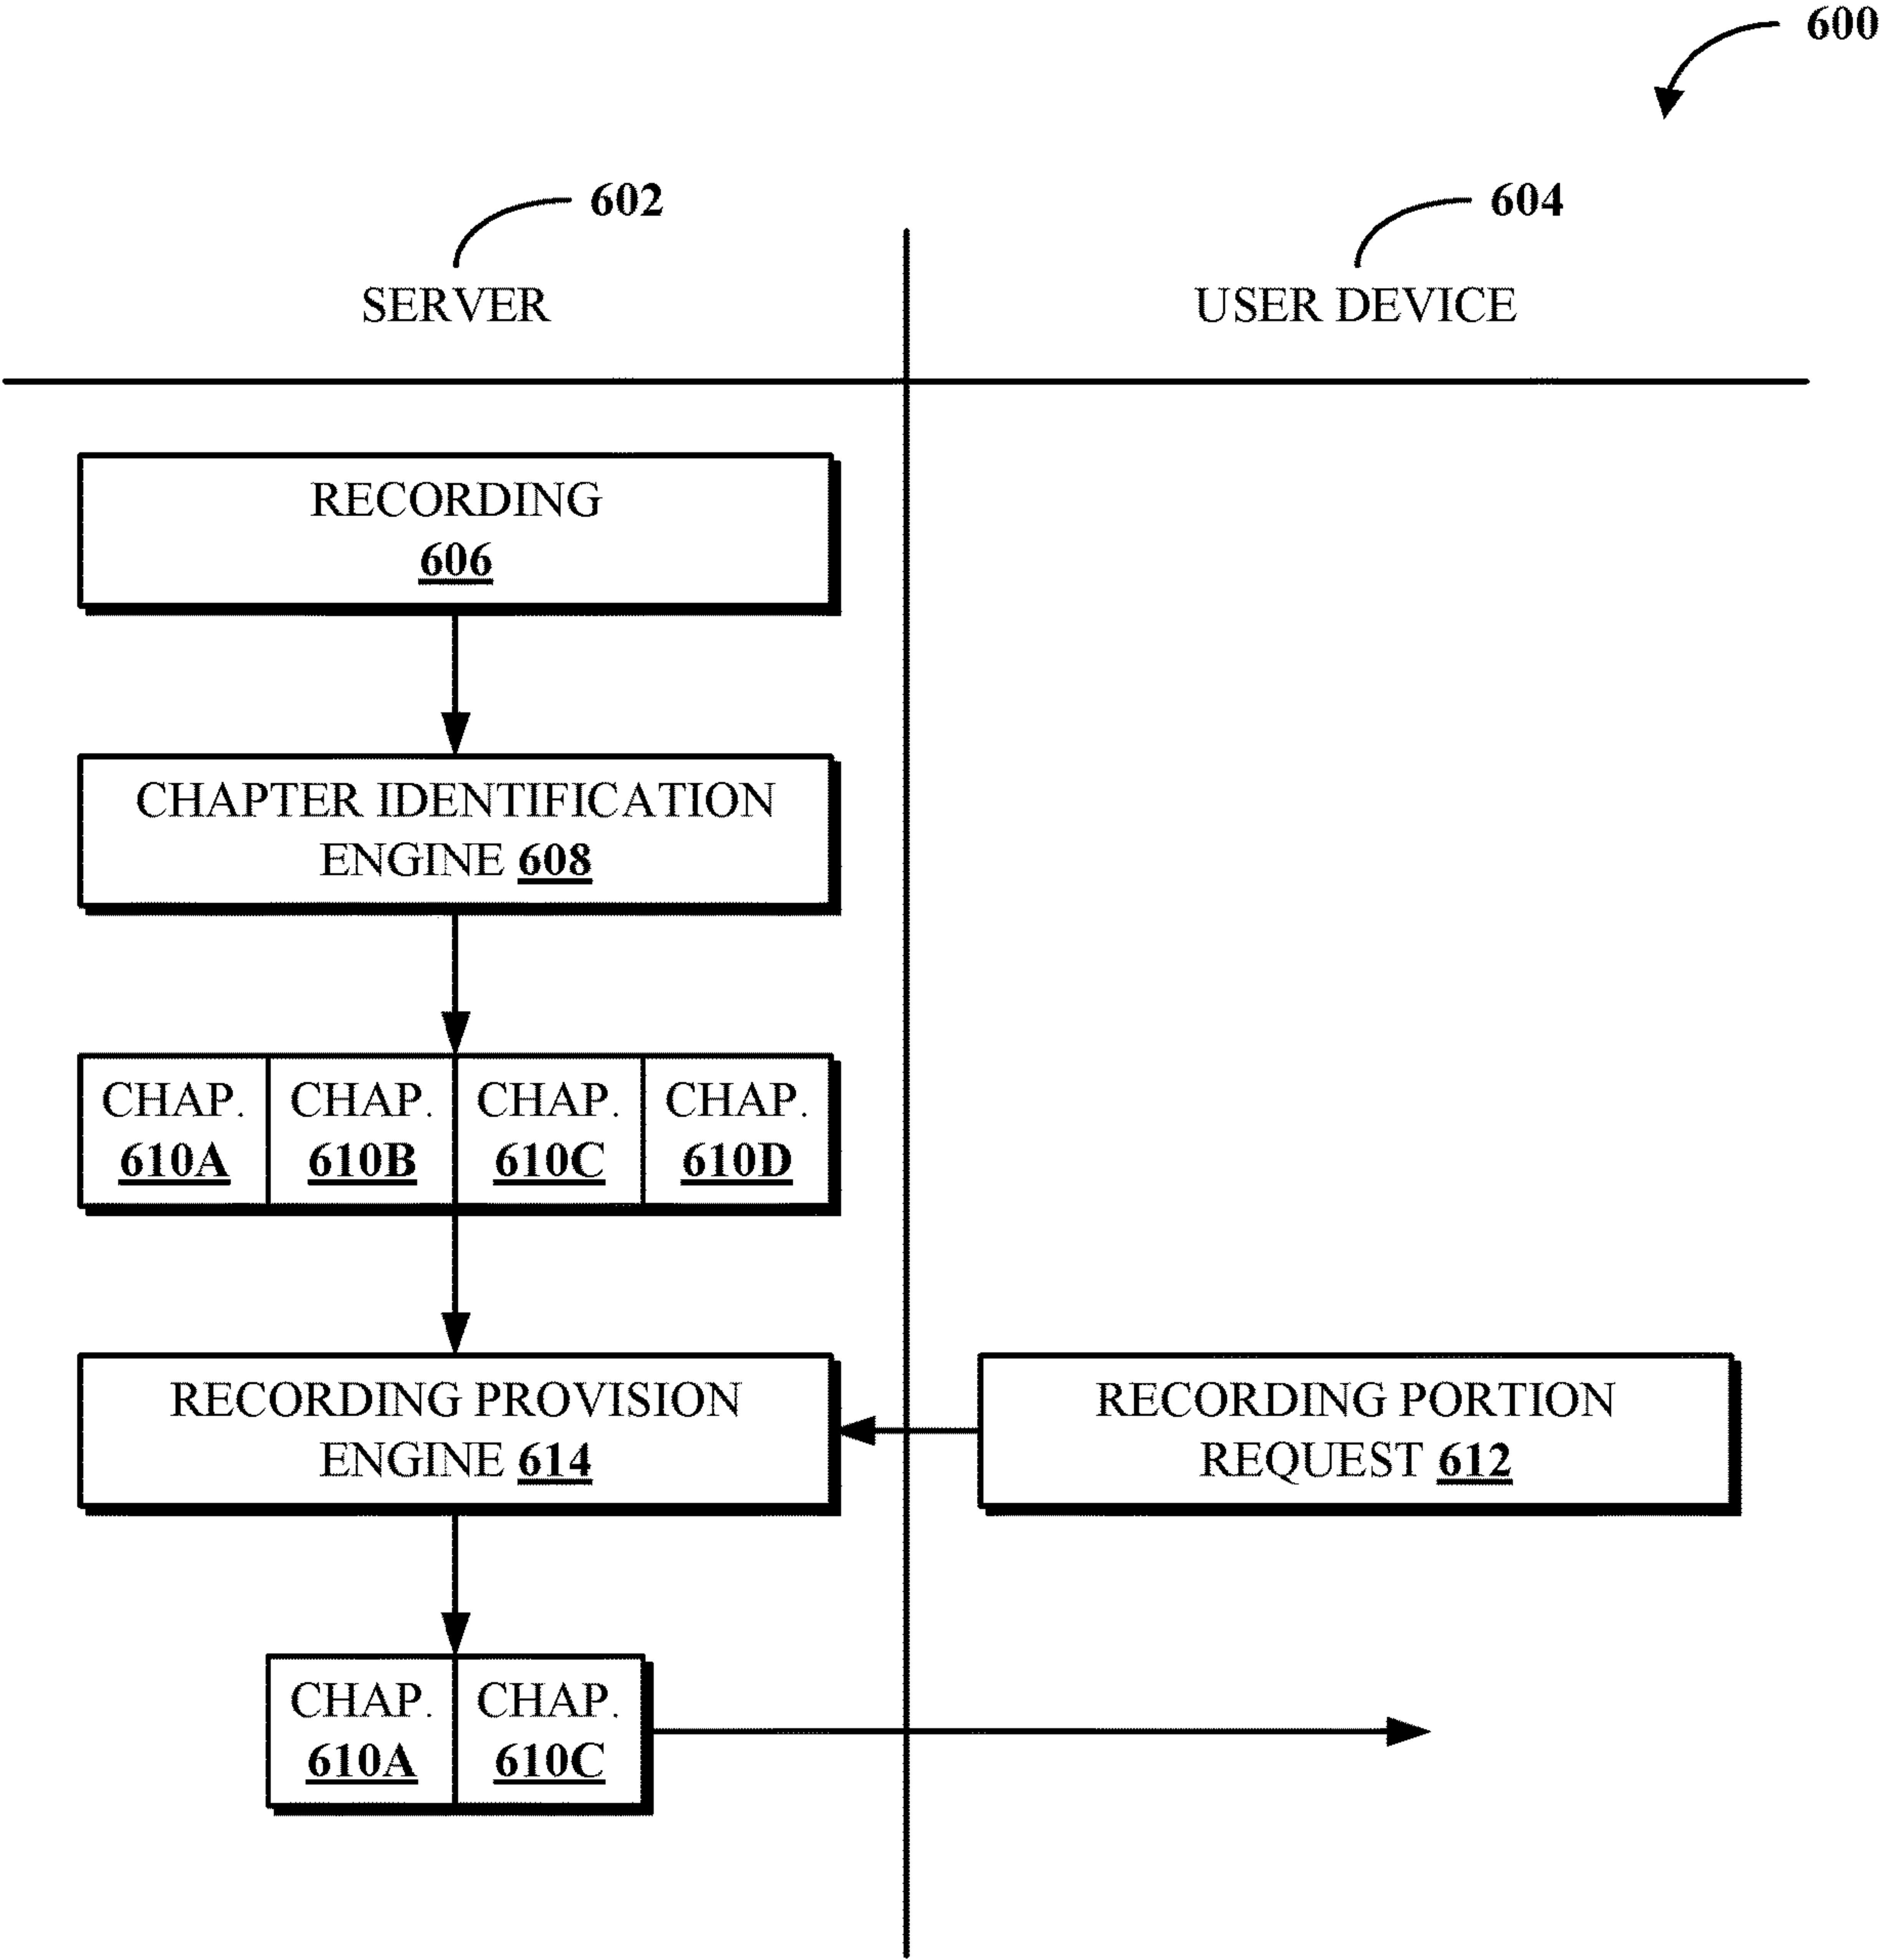 600
602
604
SERVER
USER DEVICE
RECORDING
606
CHAPTER IDENTIFICATION
ENGINE 608
CHAP. CHAP. CHAP. CHAP.
610A 610B 610C 610D
RECORDING PROVISION
ENGINE 614
RECORDING PORTION
REQUEST 612
CHAP. CHAP.
610A 610C